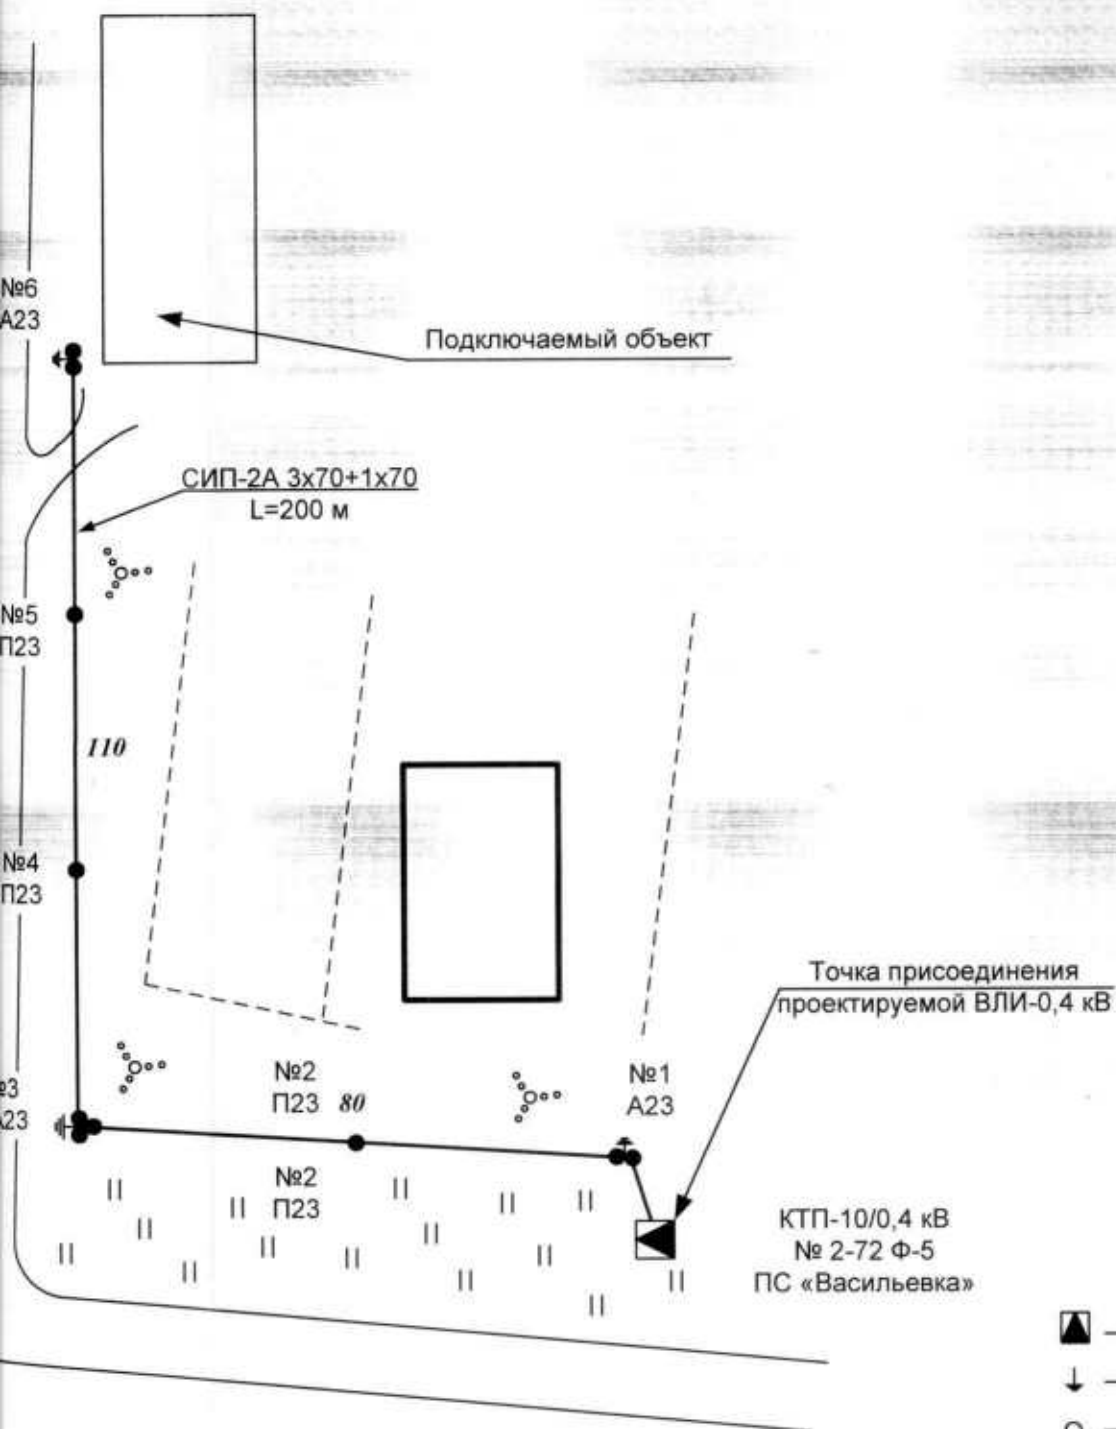 №6
А23
Подключаемый объект
СИП-2А 3х70+1х70
L=200 м
№5
П23
110
№4
П23
Точка присоединения
проектируемой ВЛИ-0,4 кВ
№2
П23 80
№1
А23
№3
А23
№2
П23
КТП-10/0,4 кВ
№ 2-72 Ф-5
ПС «Васильевка»